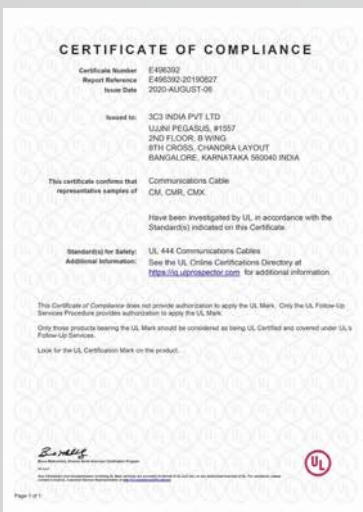 CERTIFICATE OF COMPLIANCE
Certificate Number E496392
Report Reference E496392-20190827
Issue Date 2020-AUGUST-06
Issued to: 3C3 INDIA PVT LTD
UJJNI PEGASUS, #1557
2ND FLOOR, B WING
8TH CROSS, CHANDRA LAYOUT
BANGALORE, KARNATAKA 560040 INDIA
This certificate confirms that Communications Cable
representative samples of CM, CMR, CMX
Have been investigated by UL in accordance with the
Standard(s) indicated on this Certificate.
Standard(s) for Safety: UL 444 Communications Cables
Additional Information: See the UL Online Certifications Directory at
https://iq.ulprospector.com for additional information.
This Certificate of Compliance does not provide authorization to apply the UL Mark. Only the UL Follow-Up
Services Procedure provides authorization to apply the UL Mark.
Only those products bearing the UL Mark should be considered as being UL Certified and covered under UL's
Follow-Up Services.
Look for the UL Certification Mark on the product.
UL
Page 1 of 1